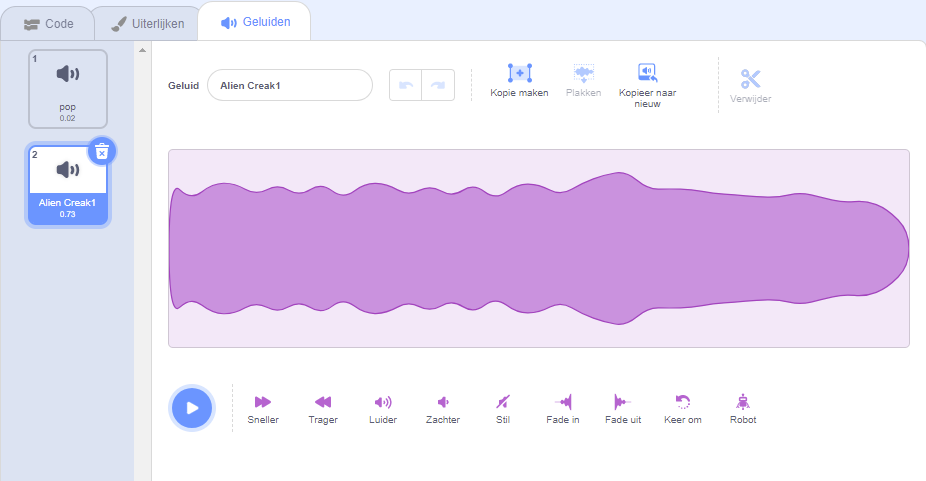 Code
Uiterlijken
Geluiden
1
pop
0.02
2
Alien Creak1
0.73
Geluid
Alien Creak1
Kopie maken
Plakken
Kopieer naar
nieuw
Verwijder
Sneller
Trager
Luider
Zachter
Stil
Fade in
Fade uit
Keer om
Robot